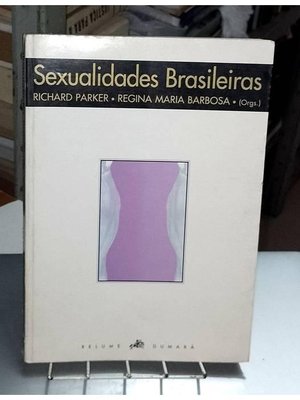 Sexualidades Brasileiras
RICHARD PARKER • REGINA MARIA BARBOSA • (Orgs.)
RELUME DUMARÁ